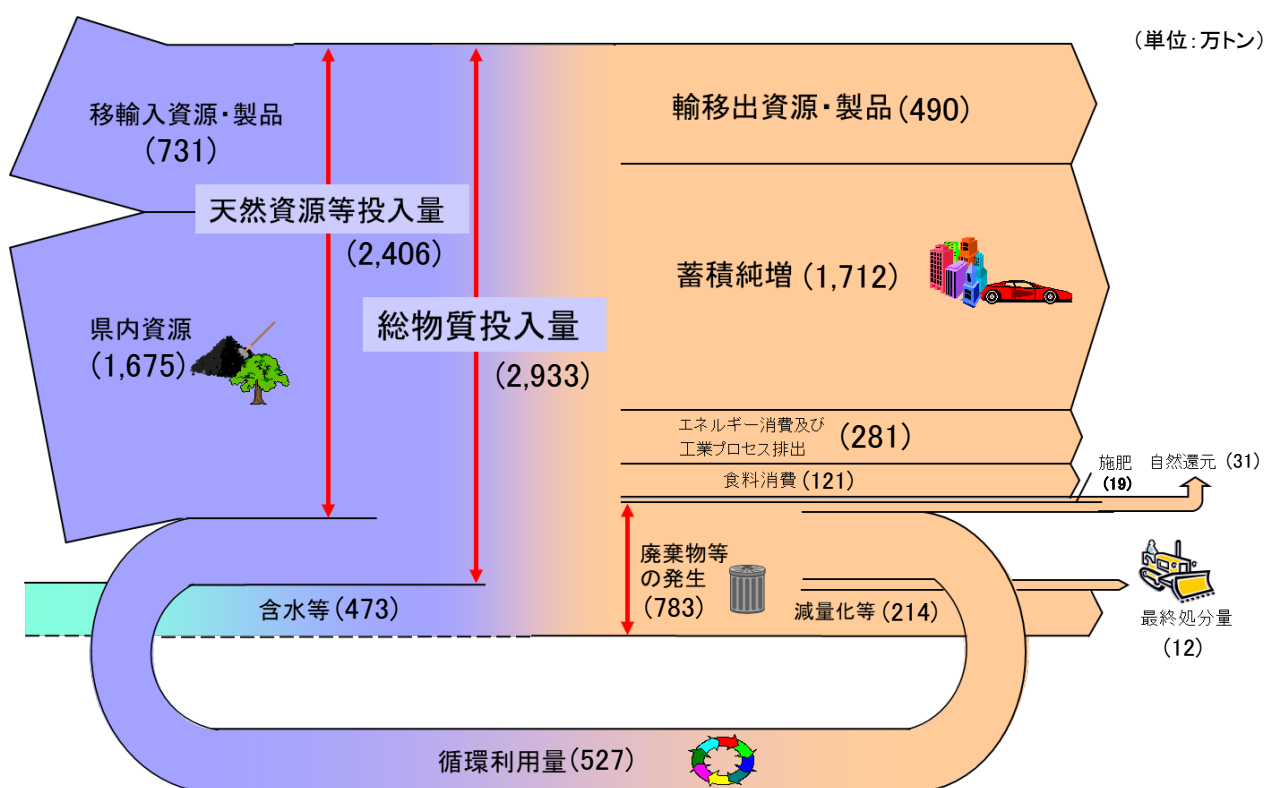 (単位:万トン)
移輸入資源・製品
(731)
輸移出資源・製品(490)
天然資源等投入量
(2,406)
蓄積純増(1,712)
県内資源
(1,675)
総物質投入量
(2,933)
エネルギー消費及び
工業プロセス排出
(281)
食料消費(121)
施肥
(19)
自然還元(31)
廃棄物等
の発生
(783)
含水等(473)
減量化等(214)
最終処分量
(12)
循環利用量(527)